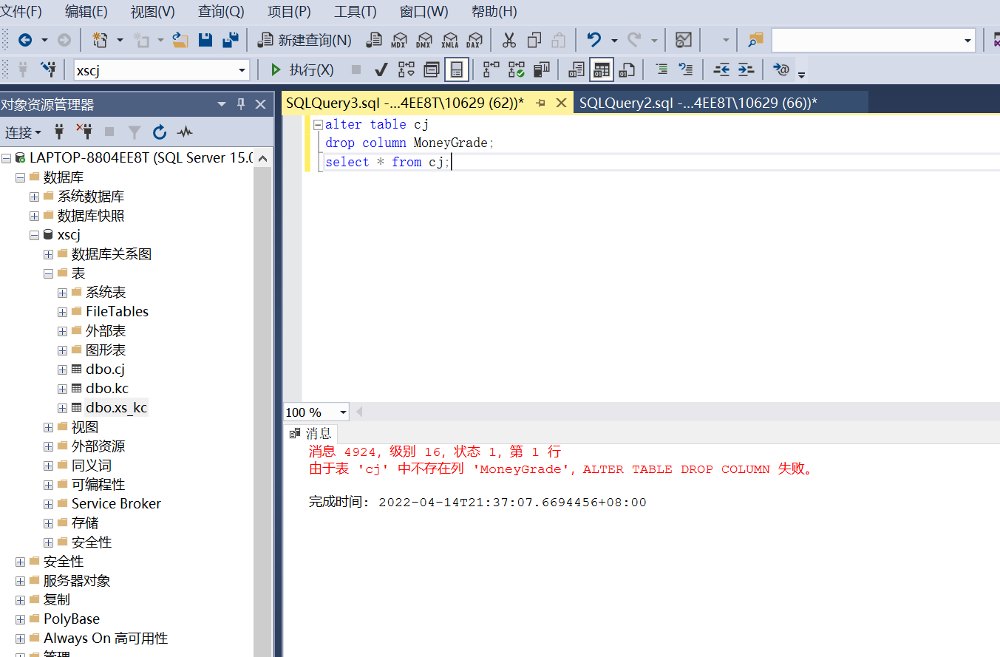 文件(F) 编辑(E) 视图(V) 查询(Q) 项目(P) 工具(T) 窗口(W) 帮助(H)
新建查询(N) MDX DMX XMLA DAX
xscj 执行(X)
对象资源管理器
连接
LAPTOP-8804EE8T (SQL Server 15.0
数据库
系统数据库
数据库快照
xscj
数据库关系图
表
系统表
FileTables
外部表
图形表
dbo.cj
dbo.kc
dbo.xs_kc
视图
外部资源
同义词
可编程性
Service Broker
存储
安全性
安全性
服务器对象
复制
PolyBase
Always On 高可用性
管理
SQLQuery3.sql -...4EE8T\10629 (62))* SQLQuery2.sql -...4EE8T\10629 (66))*
alter table cj
drop column MoneyGrade;
select * from cj;
100 %
消息
消息 4924, 级别 16, 状态 1, 第 1 行
由于表 'cj' 中不存在列 'MoneyGrade', ALTER TABLE DROP COLUMN 失败。
完成时间: 2022-04-14T21:37:07.6694456+08:00